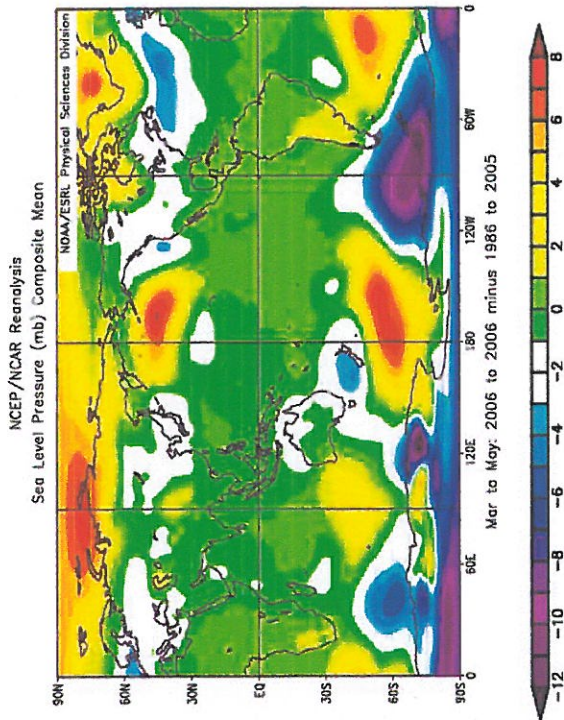 NCEP/NCAR Reanalysis
Sea Level Pressure (mb) Composite Mean
NOAA/ESRL Physical Sciences Division
90N
60N
30N
EQ
30S
60S
90S
0 60E 120E 180 120W 60W 0
Mar to May: 2006 to 2006 minus 1986 to 2005
-12 -10 -8 -6 -4 -2 0 2 4 6 8